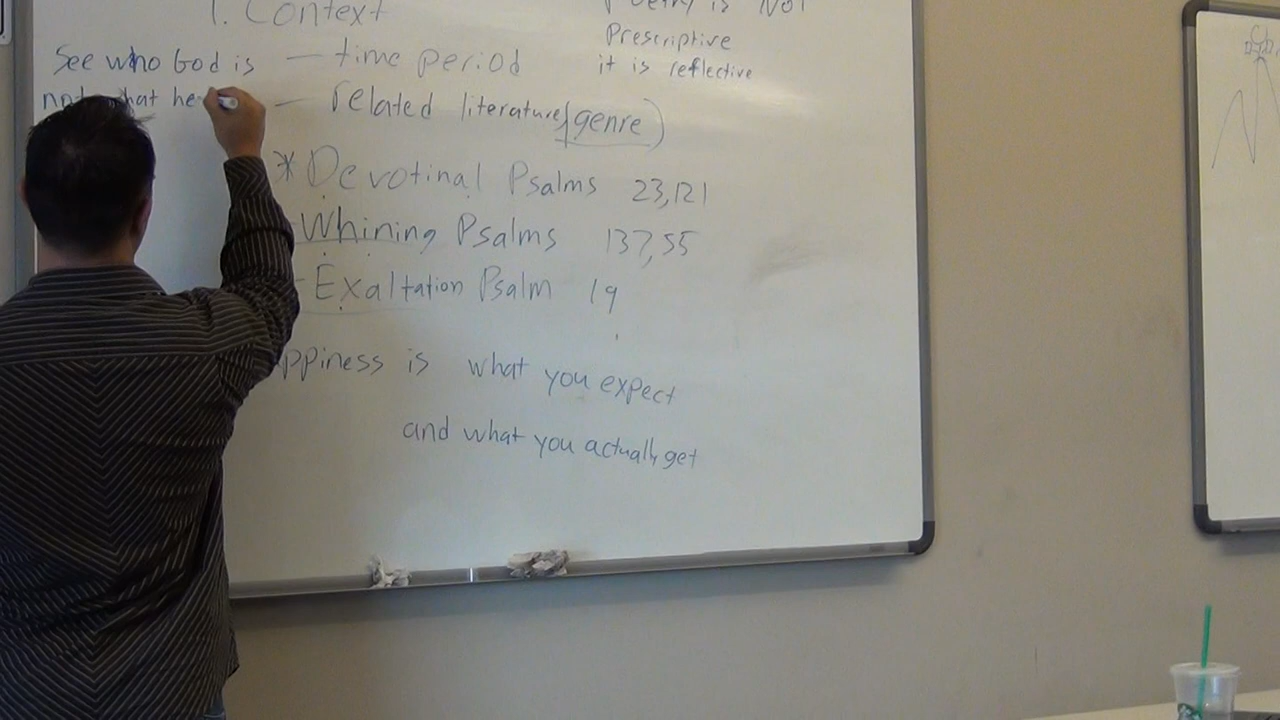 1. Context
Poetry is Not
Prescriptive
it is reflective
See who God is
not what he
— time period
— related literature (genre)
* Devotinal Psalms 23,121
- Whining Psalms 137,55
- Exaltation Psalm 19
ppiness is what you expect
and what you actually get